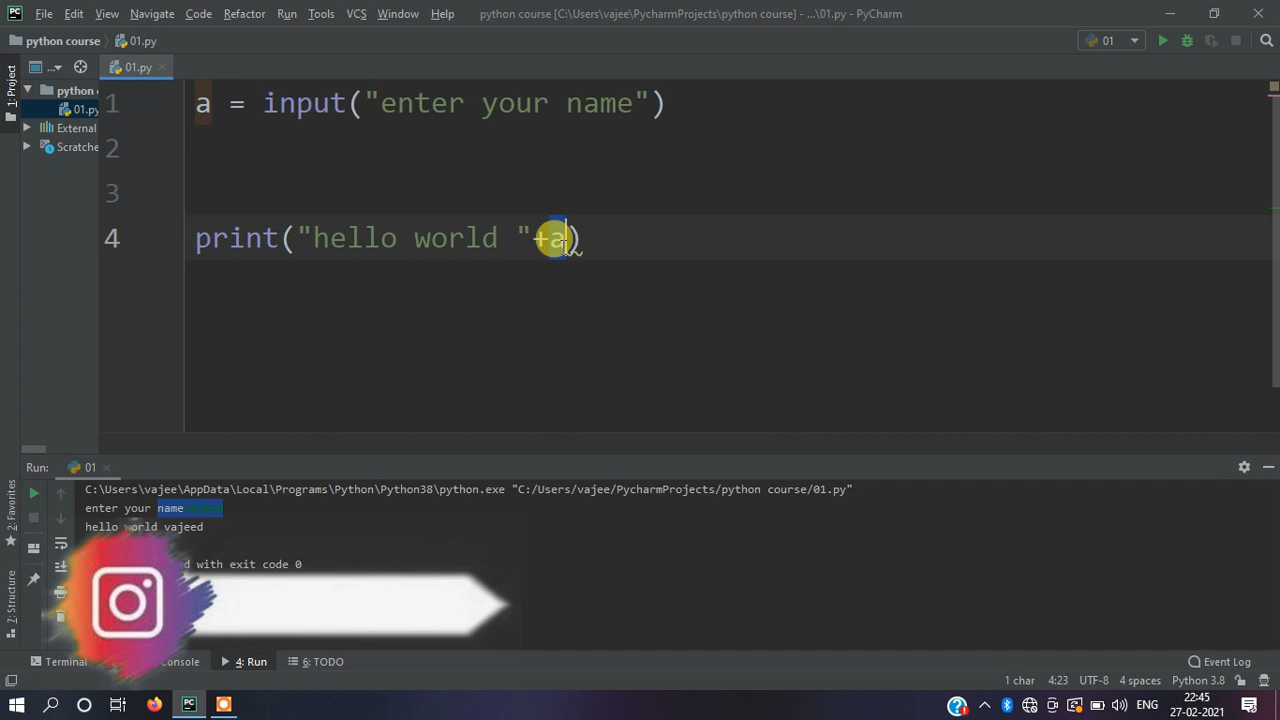 File Edit View Navigate Code Refactor Run Tools VCS Window Help python course [C:\Users\vajee\PycharmProjects\python course] - ...\01.py - PyCharm
python course 01.py 01
1: Project
... 01.py
python c
01.py
External
Scratche
1 a = input("enter your name")
2
3
4 print("hello world "+a)
Run: 01
C:\Users\vajee\AppData\Local\Programs\Python\Python38\python.exe "C:/Users/vajee/PycharmProjects/python course/01.py"
enter your name
hello world vajeed
d with exit code 0
2: Favorites
Z: Structure
Terminal Console 4: Run 6: TODO Event Log
1 char 4:23 UTF-8 4 spaces Python 3.8
ENG 22:45
27-02-2021